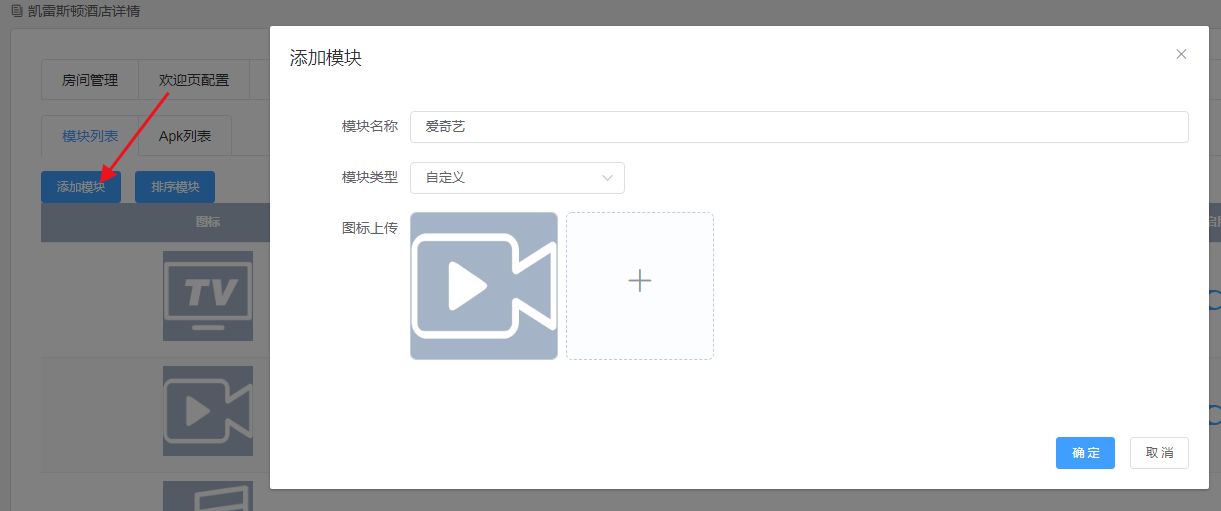 凯雷斯顿酒店详情
添加模块
房间管理 欢迎页配置
模块列表 Apk列表
添加模块 排序模块
图标
TV
模块名称 爱奇艺
模块类型 自定义
图标上传
确定 取消